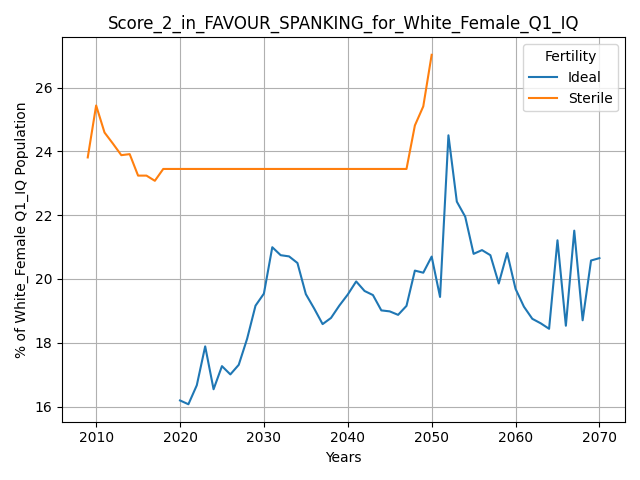 Score_2_in_FAVOUR_SPANKING_for_White_Female_Q1_IQ
Fertility
Ideal
Sterile
% of White_Female Q1_IQ Population
26
24
22
20
18
16
2010
2020
2030
2040
2050
2060
2070
Years